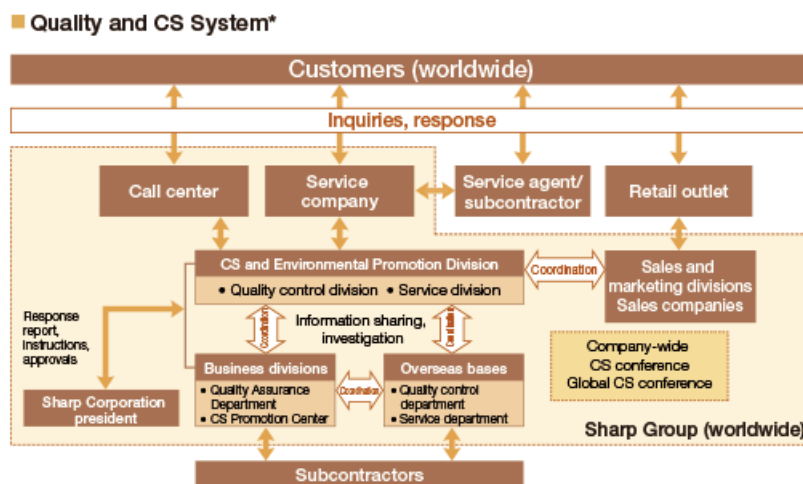 Quality and CS System*
Customers (worldwide)
Inquiries, response
Call center
Service
company
Service agent/
subcontractor
Retail outlet
CS and Environmental Promotion Division
• Quality control division • Service division
Coordination
Sales and
marketing divisions
Sales companies
Response
report,
instructions,
approvals
Coordination
Information sharing,
investigation
Coordination
Company-wide
CS conference
Global CS conference
Business divisions
• Quality Assurance
Department
• CS Promotion Center
Coordination
Overseas bases
• Quality control
department
• Service department
Sharp Corporation
president
Sharp Group (worldwide)
Subcontractors